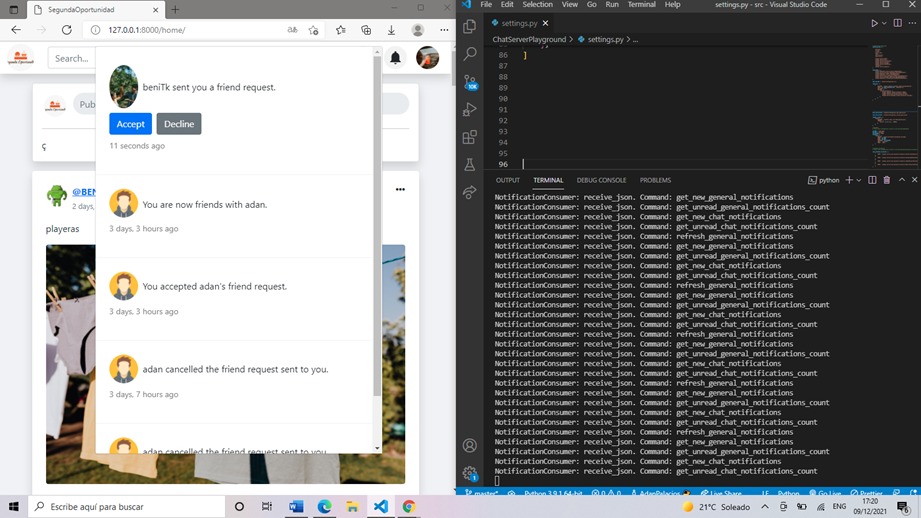 SegundaOportunidad
127.0.0.1:8000/home/
Search...
Pub
ç
@BEN
2 days,
playeras
beniTk sent you a friend request.
Accept
Decline
11 seconds ago
You are now friends with adan.
3 days, 3 hours ago
You accepted adan's friend request.
3 days, 3 hours ago
adan cancelled the friend request sent to you.
3 days, 7 hours ago
adan cancelled the friend request sent to you.
File Edit Selection View Go Run Terminal Help
settings.py - src - Visual Studio Code
settings.py
ChatServerPlayground > settings.py > ...
86 ]
87
88
89
90
91
92
93
94
95
96
OUTPUT TERMINAL DEBUG CONSOLE PROBLEMS
python
NotificationConsumer: receive_json. Command: get_new_general_notifications
NotificationConsumer: receive_json. Command: get_unread_general_notifications_count
NotificationConsumer: receive_json. Command: get_new_chat_notifications
NotificationConsumer: receive_json. Command: get_unread_chat_notifications_count
NotificationConsumer: receive_json. Command: refresh_general_notifications
NotificationConsumer: receive_json. Command: get_new_general_notifications
NotificationConsumer: receive_json. Command: get_unread_general_notifications_count
NotificationConsumer: receive_json. Command: get_new_chat_notifications
NotificationConsumer: receive_json. Command: get_unread_chat_notifications_count
NotificationConsumer: receive_json. Command: refresh_general_notifications
NotificationConsumer: receive_json. Command: get_new_general_notifications
NotificationConsumer: receive_json. Command: get_unread_general_notifications_count
NotificationConsumer: receive_json. Command: get_new_chat_notifications
NotificationConsumer: receive_json. Command: get_unread_chat_notifications_count
NotificationConsumer: receive_json. Command: refresh_general_notifications
NotificationConsumer: receive_json. Command: get_new_general_notifications
NotificationConsumer: receive_json. Command: get_unread_general_notifications_count
NotificationConsumer: receive_json. Command: get_new_chat_notifications
NotificationConsumer: receive_json. Command: get_unread_chat_notifications_count
NotificationConsumer: receive_json. Command: refresh_general_notifications
NotificationConsumer: receive_json. Command: get_new_general_notifications
NotificationConsumer: receive_json. Command: get_unread_general_notifications_count
NotificationConsumer: receive_json. Command: get_new_chat_notifications
NotificationConsumer: receive_json. Command: get_unread_chat_notifications_count
NotificationConsumer: receive_json. Command: refresh_general_notifications
NotificationConsumer: receive_json. Command: get_new_general_notifications
NotificationConsumer: receive_json. Command: get_unread_general_notifications_count
NotificationConsumer: receive_json. Command: get_new_chat_notifications
NotificationConsumer: receive_json. Command: get_unread_chat_notifications_count
master* Python 3.9.1 64-bit 0 0 AdanPalacios Live Share LF Python Go Live Prettier
Escribe aquí para buscar
21°C Soleado
ENG
17:20
09/12/2021